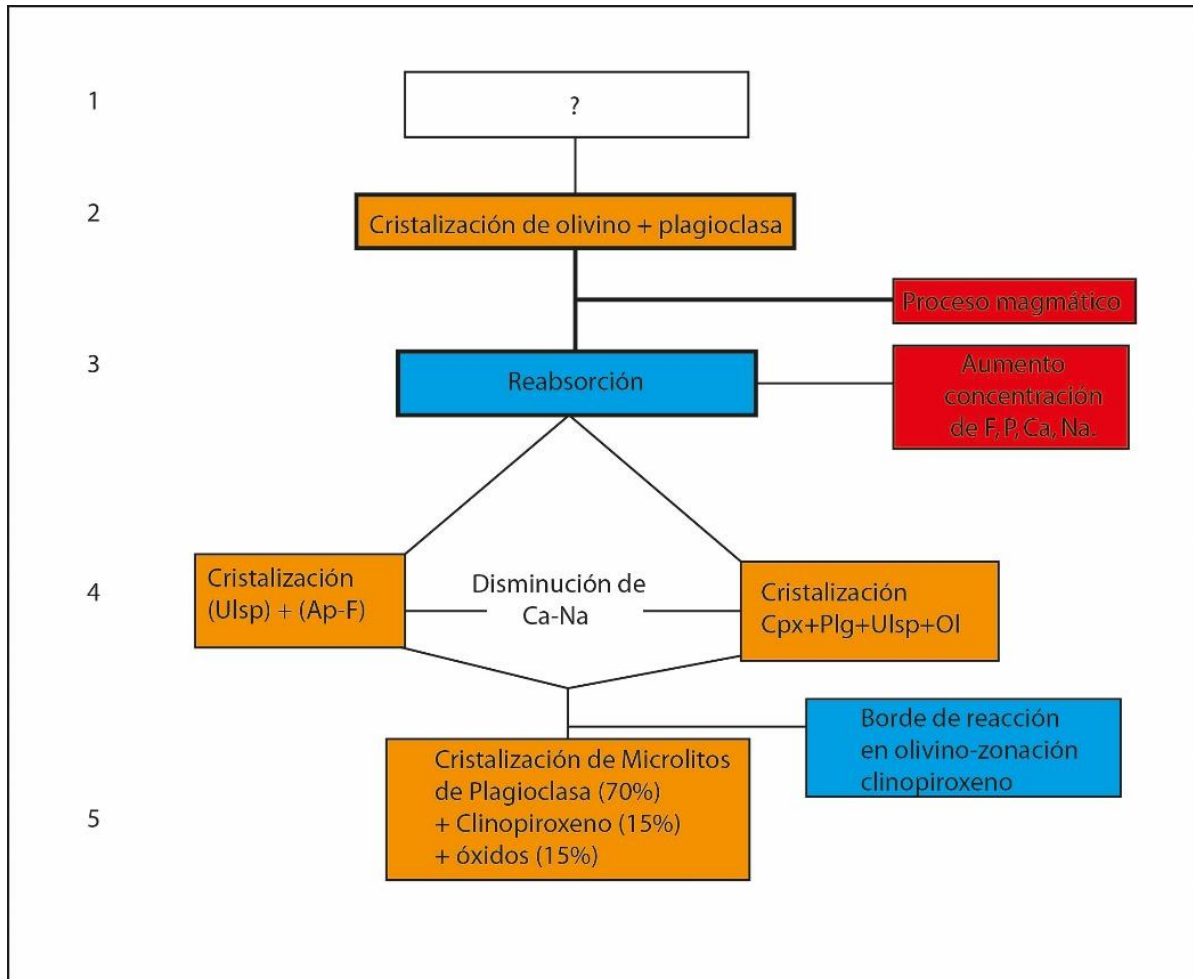 1
?
2
Cristalización de olivino + plagioclasa
Proceso magmático
3
Reabsorción
Aumento
concentración
de F, P, Ca, Na.
4
Cristalización
(Ulsp) + (Ap-F)
Disminución de
Ca-Na
Cristalización
Cpx+Plg+Ulsp+Ol
Borde de reacción
en olivino-zonación
clinopiroxeno
5
Cristalización de Microlitos
de Plagioclasa (70%)
+ Clinopiroxeno (15%)
+ óxidos (15%)